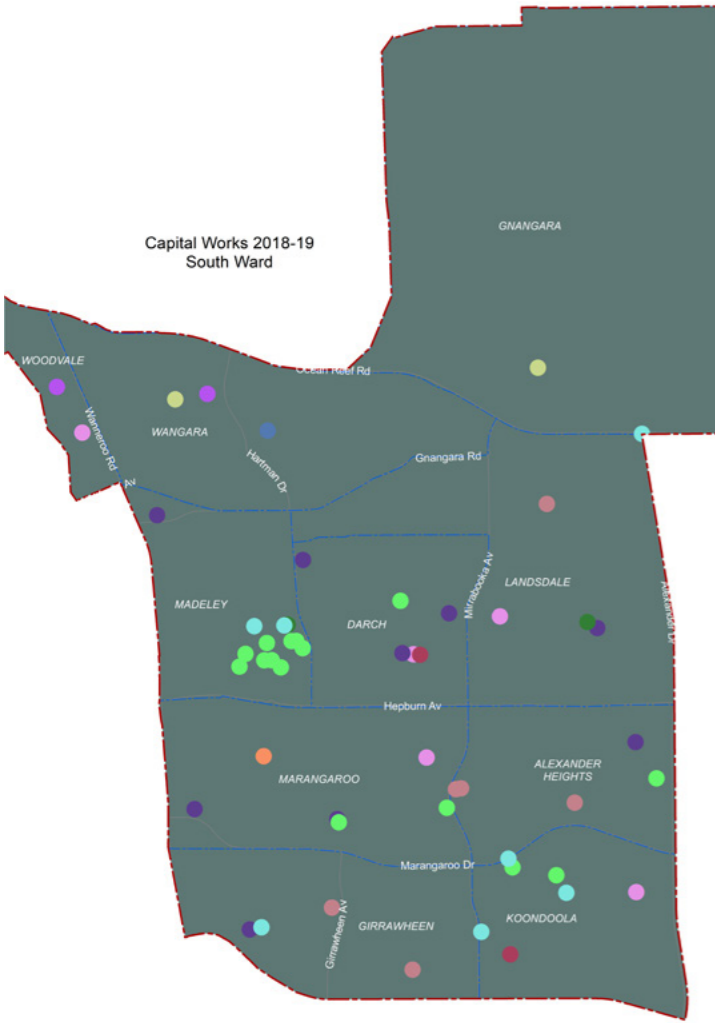 GNANGARA
Capital Works 2018-19
South Ward
WOODVALE
Ocean Reef Rd
Wanneroo Rd
WANGARA
Hartman Dr
Gnangara Rd
Av
Mirrabooka Av
LANDSDALE
Alexander Dr
MADELEY
DARCH
Hepburn Av
MARANGAROO
ALEXANDER
HEIGHTS
Marangaroo Dr
Girrawheen Av
GIRRAWHEEN
KOONDOOLA